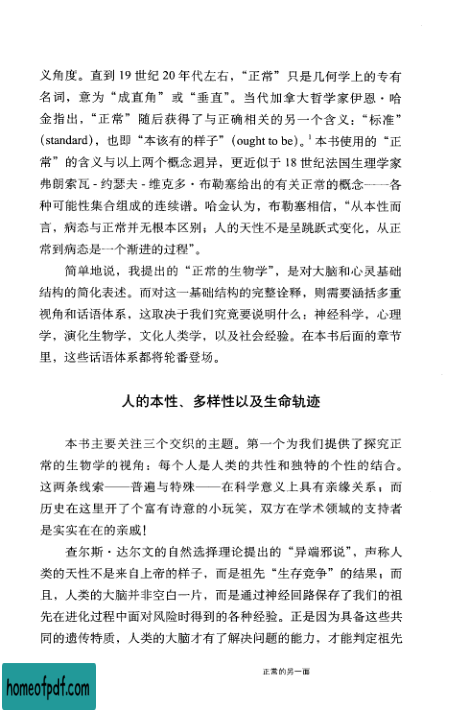 义角度。直到 19 世纪 20 年代左右，“正常”只是几何学上的专有
名词，意为“成直角”或“垂直”。当代加拿大哲学家伊恩·哈
金指出，“正常”随后获得了与正确相关的另一个含义：“标准”
(standard)，也即“本该有的样子”(ought to be)。1 本书使用的“正
常”的含义与以上两个概念迥异，更近似于 18 世纪法国生理学家
弗朗索瓦-约瑟夫-维克多·布勒塞给出的有关正常的概念——各
种可能性集合组成的连续谱。哈金认为，布勒塞相信，“从本性而
言，病态与正常并无根本区别；人的天性不是呈跳跃式变化，从正
常到病态是一个渐进的过程”。
简单地说，我提出的“正常的生物学”，是对大脑和心灵基础
结构的简化表述。而对这一基础结构的完整诠释，则需要涵括多重
视角和话语体系，这取决于我们究竟要说明什么：神经科学，心理
学，演化生物学，文化人类学，以及社会经验。在本书后面的章节
里，这些话语体系都将轮番登场。
人的本性、多样性以及生命轨迹
本书主要关注三个交织的主题。第一个为我们提供了探究正
常的生物学的视角：每个人是人类的共性和独特的个性的结合。
这两条线索——普遍与特殊——在科学意义上具有亲缘关系；而
历史在这里开了个富有诗意的小玩笑，双方在学术领域的支持者
是实实在在的亲戚！
查尔斯·达尔文的自然选择理论提出的“异端邪说”，声称人
类的天性不是来自上帝的样子，而是祖先“生存竞争”的结果；而
且，人类的大脑并非空白一片，而是通过神经回路保存了我们的祖
先在进化过程中面对风险时得到的各种经验。正是因为具备这些共
同的遗传特质，人类的大脑才有了解决问题的能力，才能判定祖先
正常的另一面
homeofpdf.com